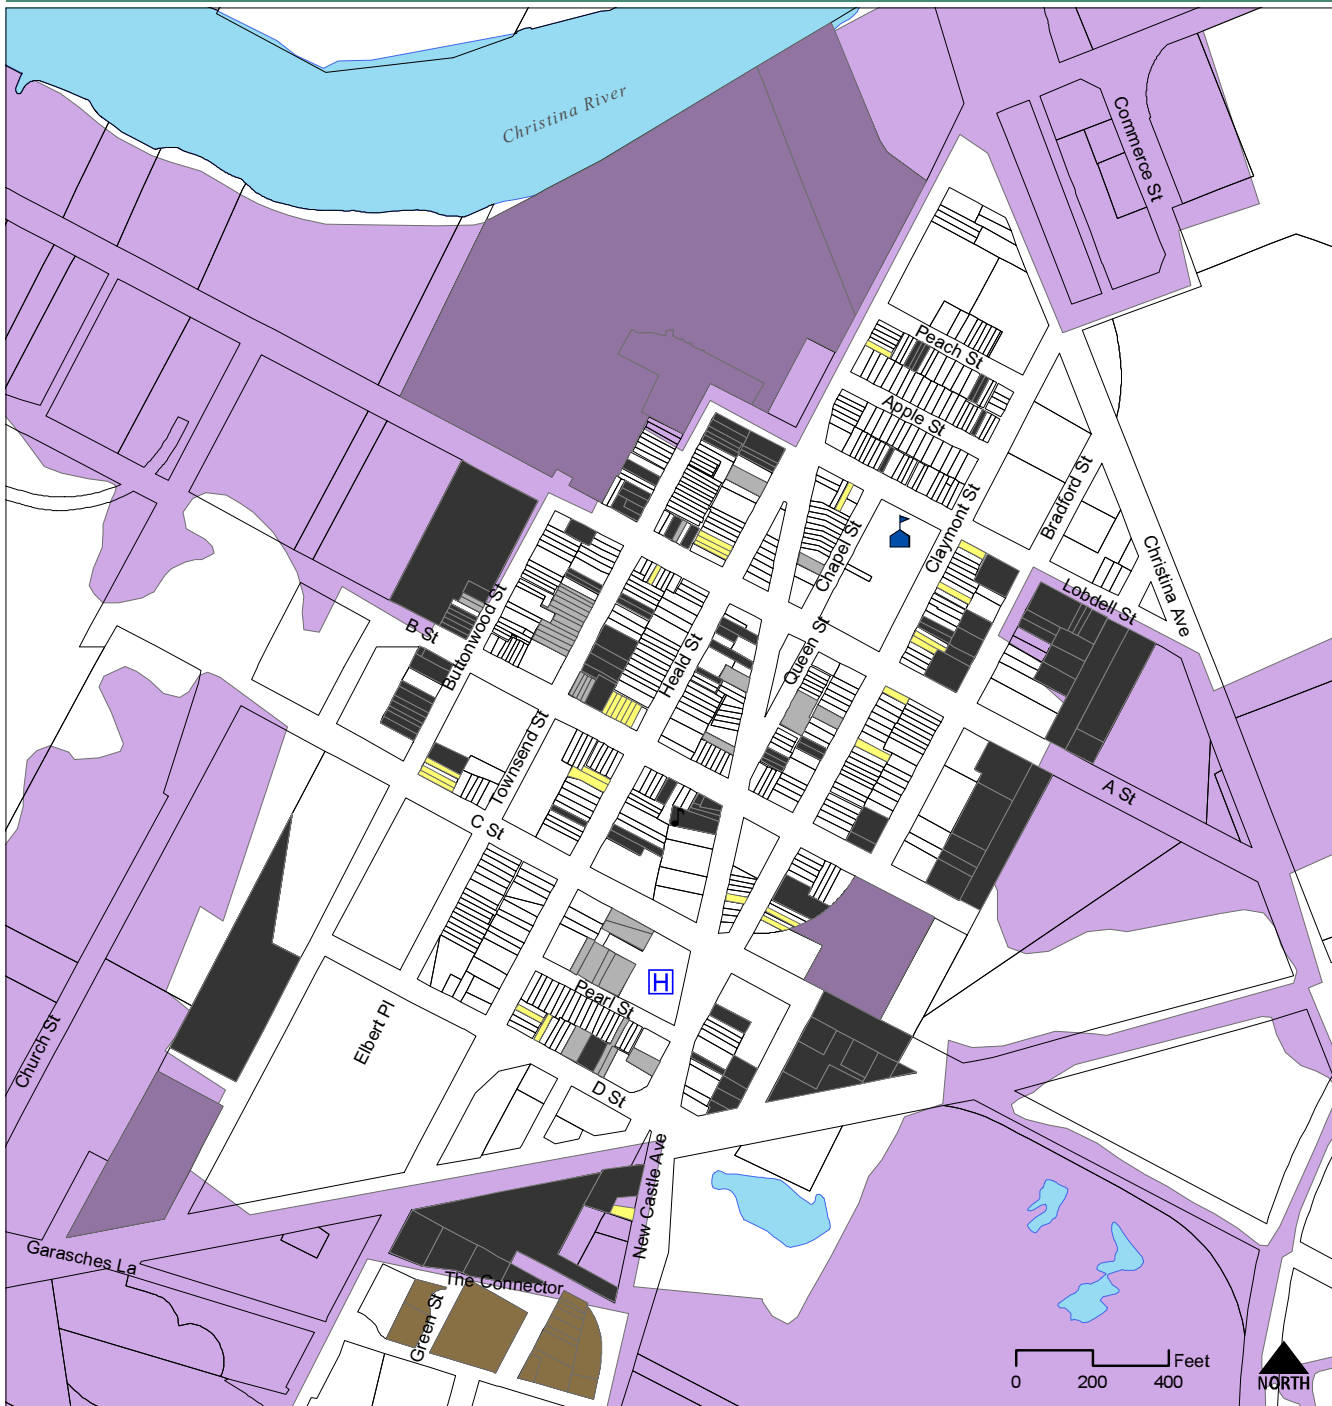 Christina River
Commerce St
Peach St
Apple St
Bradford St
Claymont St
Chapel St
Christina Ave
Lobdell St
B St
Buttonwood St
Queen St
Heald St
Townsend St
A St
C St
H
Pearl St
Elbert Pl
Church St
D St
New Castle Ave
Garasches La
The Connector
Green St
Feet
0 200 400
NORTH